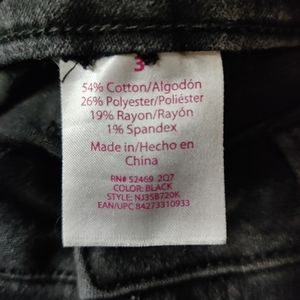 3
54% Cotton/Algodón
26% Polyester/Poliéster
19% Rayon/Rayón
1% Spandex
Made in/Hecho en
China
RN# 52469 2Q7
COLOR: BLACK
STYLE: NJ35B720K
EAN/UPC 84273310933